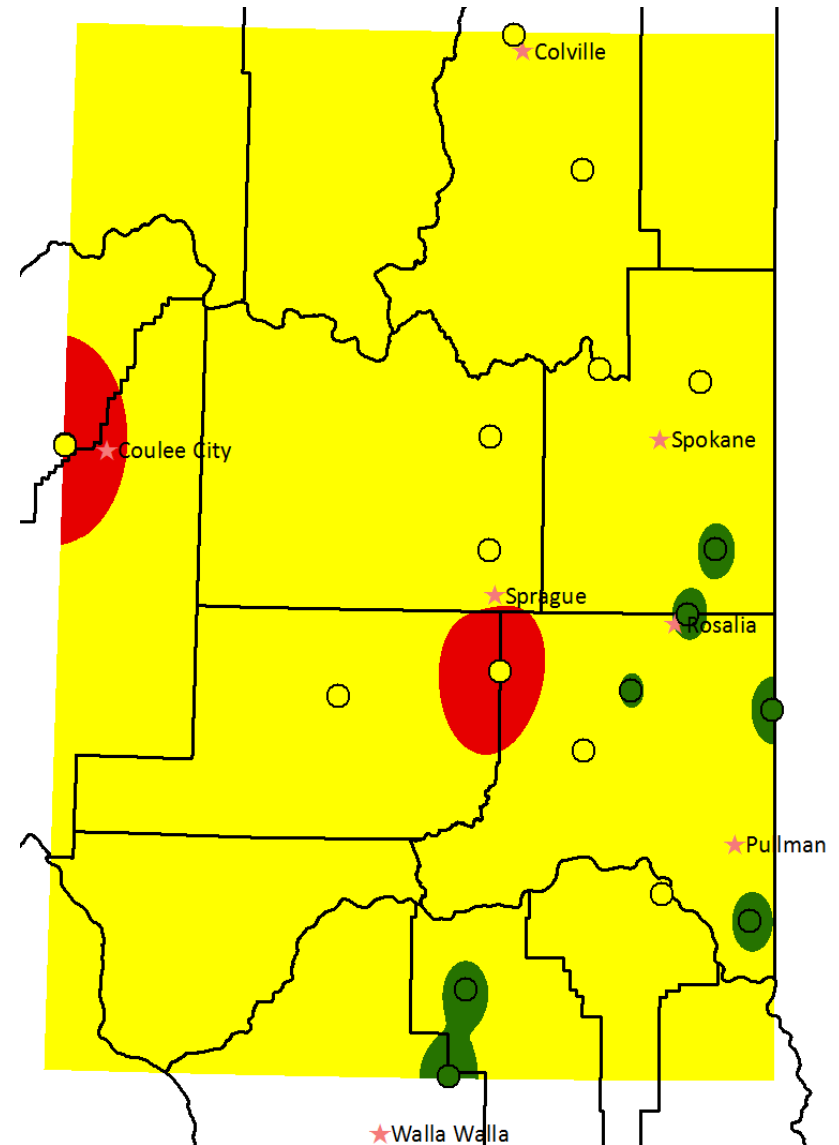 Colville
Spokane
Coulee City
Sprague
Rosalia
Pullman
Walla Walla